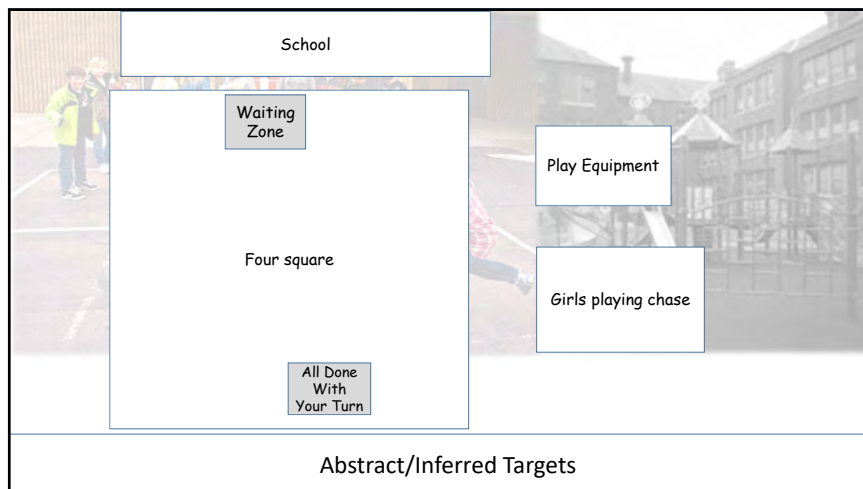 School
Waiting
Zone
Play Equipment
Four square
Girls playing chase
All Done
With
Your Turn
Abstract/Inferred Targets